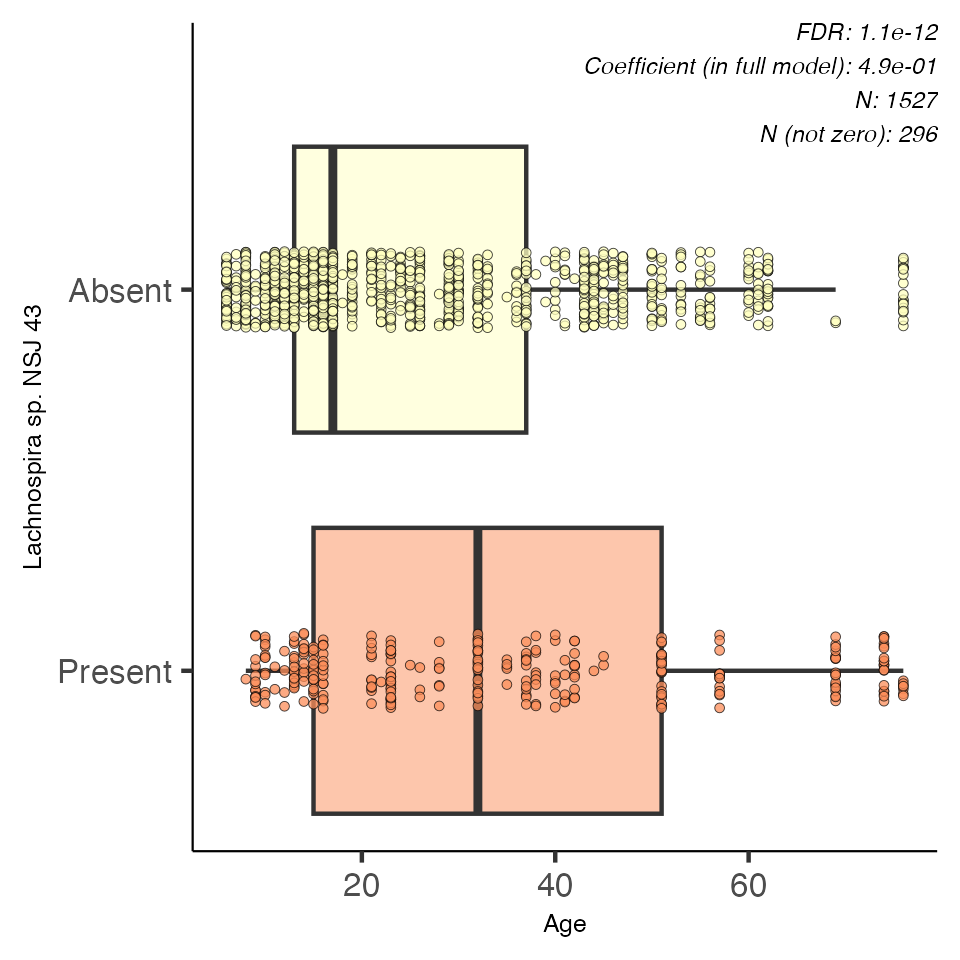 FDR: 1.1e-12
Coefficient (in full model): 4.9e-01
N: 1527
N (not zero): 296
Lachnospira sp. NSJ 43
Absent
Present
20 40 60
Age